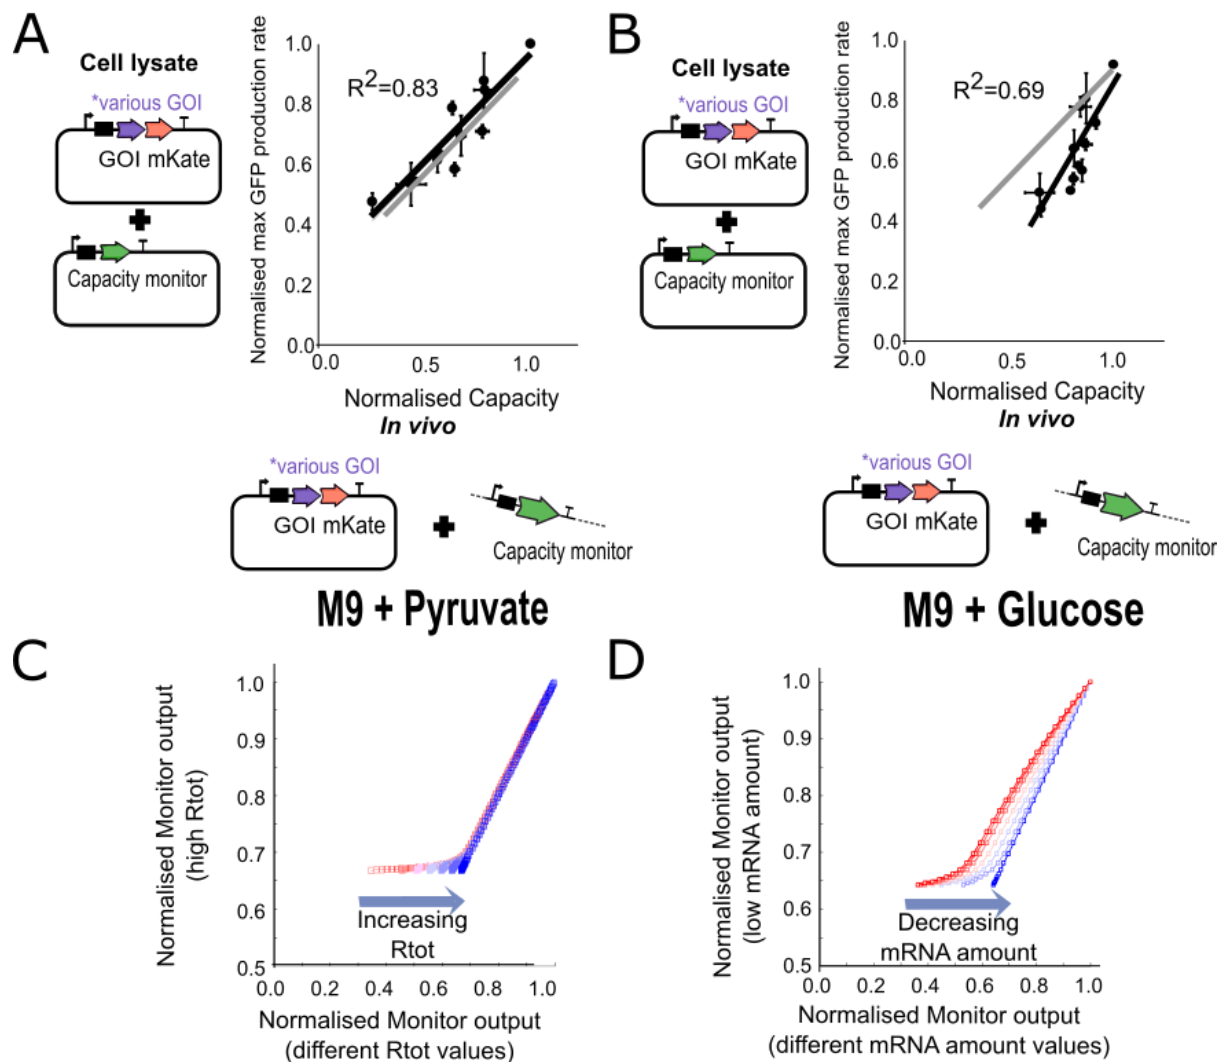 A
Cell lysate
*various GOI
GOI mKate
Capacity monitor
Normalised max GFP production rate
1.0
0.8
0.6
0.4
0.2
0.0
R²=0.83
0.0 0.5 1.0
Normalised Capacity
In vivo
*various GOI
GOI mKate
Capacity monitor
M9 + Pyruvate
B
Cell lysate
*various GOI
GOI mKate
Capacity monitor
Normalised max GFP production rate
1.0
0.8
0.6
0.4
0.2
0.0
R²=0.69
0.0 0.5 1.0
Normalised Capacity
In vivo
*various GOI
GOI mKate
Capacity monitor
M9 + Glucose
C
Normalised Monitor output
(high Rtot)
1.0
0.9
0.8
0.7
0.6
0.5
Increasing
Rtot
0.0 0.2 0.4 0.6 0.8 1.0
Normalised Monitor output
(different Rtot values)
D
Normalised Monitor output
(low mRNA amount)
1.0
0.9
0.8
0.7
0.6
0.5
Decreasing
mRNA amount
0.0 0.2 0.4 0.6 0.8 1.0
Normalised Monitor output
(different mRNA amount values)